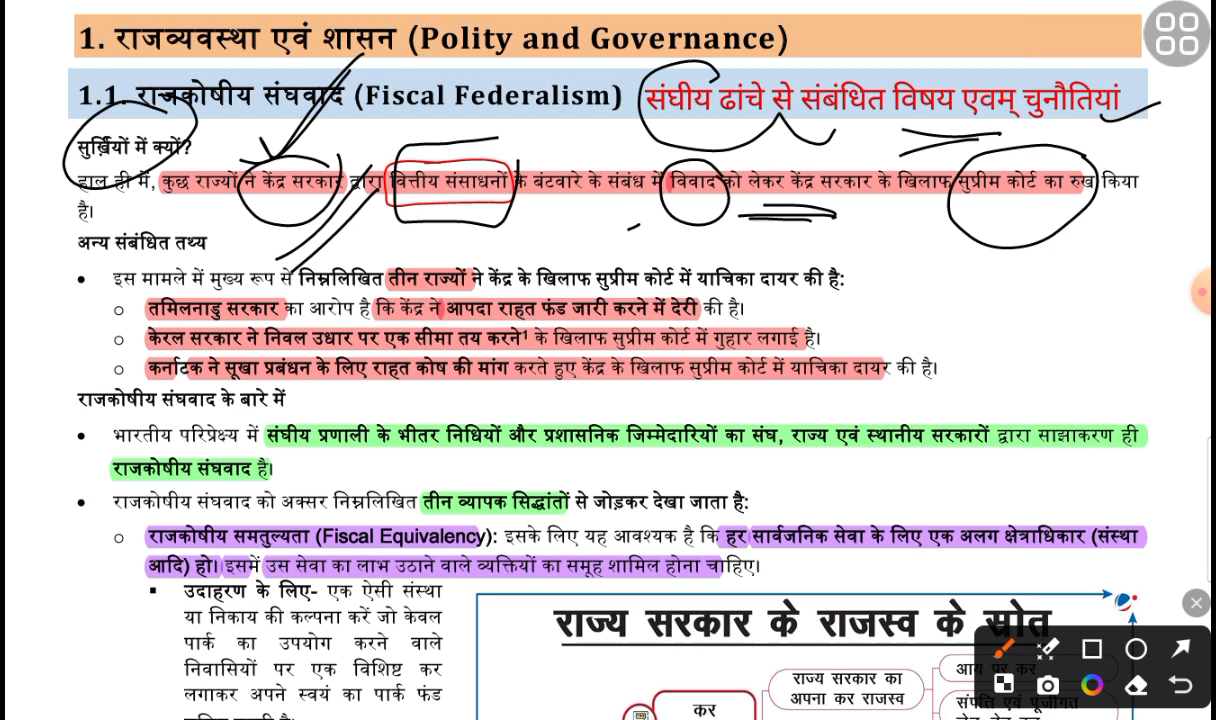 1. राजव्यवस्था एवं शासन (Polity and Governance)
1.1. राजकोषीय संघवाद (Fiscal Federalism) संघीय ढांचे से संबंधित विषय एवम् चुनौतियां
सुर्ख़ियों में क्यों?
हाल ही में, कुछ राज्यों ने केंद्र सरकार द्वारा वित्तीय संसाधनों के बंटवारे के संबंध में विवाद को लेकर केंद्र सरकार के खिलाफ सुप्रीम कोर्ट का रुख किया
है।
अन्य संबंधित तथ्य
• इस मामले में मुख्य रूप से निम्नलिखित तीन राज्यों ने केंद्र के खिलाफ सुप्रीम कोर्ट में याचिका दायर की है:
o तमिलनाडु सरकार का आरोप है कि केंद्र ने आपदा राहत फंड जारी करने में देरी की है।
o केरल सरकार ने निवल उधार पर एक सीमा तय करने¹ के खिलाफ सुप्रीम कोर्ट में गुहार लगाई है।
o कर्नाटक ने सूखा प्रबंधन के लिए राहत कोष की मांग करते हुए केंद्र के खिलाफ सुप्रीम कोर्ट में याचिका दायर की है।
राजकोषीय संघवाद के बारे में
• भारतीय परिप्रेक्ष्य में संघीय प्रणाली के भीतर निधियों और प्रशासनिक जिम्मेदारियों का संघ, राज्य एवं स्थानीय सरकारों द्वारा साझाकरण ही
राजकोषीय संघवाद है।
• राजकोषीय संघवाद को अक्सर निम्नलिखित तीन व्यापक सिद्धांतों से जोड़कर देखा जाता है:
o राजकोषीय समतुल्यता (Fiscal Equivalency): इसके लिए यह आवश्यक है कि हर सार्वजनिक सेवा के लिए एक अलग क्षेत्राधिकार (संस्था
आदि) हो। इसमें उस सेवा का लाभ उठाने वाले व्यक्तियों का समूह शामिल होना चाहिए।
▪ उदाहरण के लिए- एक ऐसी संस्था
या निकाय की कल्पना करें जो केवल
पार्क का उपयोग करने वाले
निवासियों पर एक विशिष्ट कर
लगाकर अपने स्वयं का पार्क फंड
राज्य सरकार के राजस्व के स्रोत
राज्य सरकार का
अपना कर राजस्व
कर
आय पर कर
संपत्ति एवं पूंजीगत